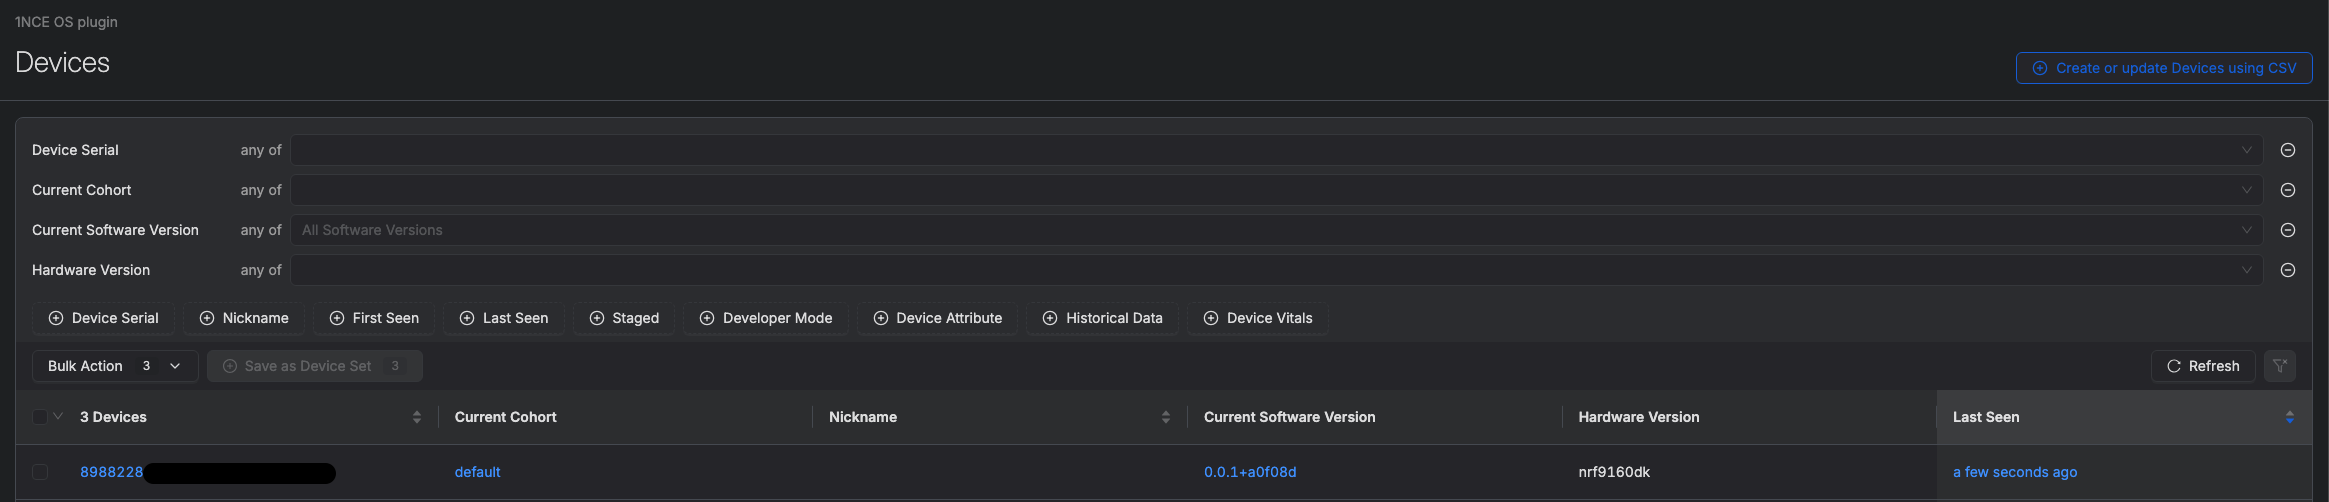 1NCE OS plugin
Devices
Create or update Devices using CSV
Device Serial any of
Current Cohort any of
Current Software Version any of All Software Versions
Hardware Version any of
Device Serial Nickname First Seen Last Seen Staged Developer Mode Device Attribute Historical Data Device Vitals
Bulk Action 3 Save as Device Set 3 Refresh
3 Devices Current Cohort Nickname Current Software Version Hardware Version Last Seen
8988228 default 0.0.1+a0f08d nrf9160dk a few seconds ago